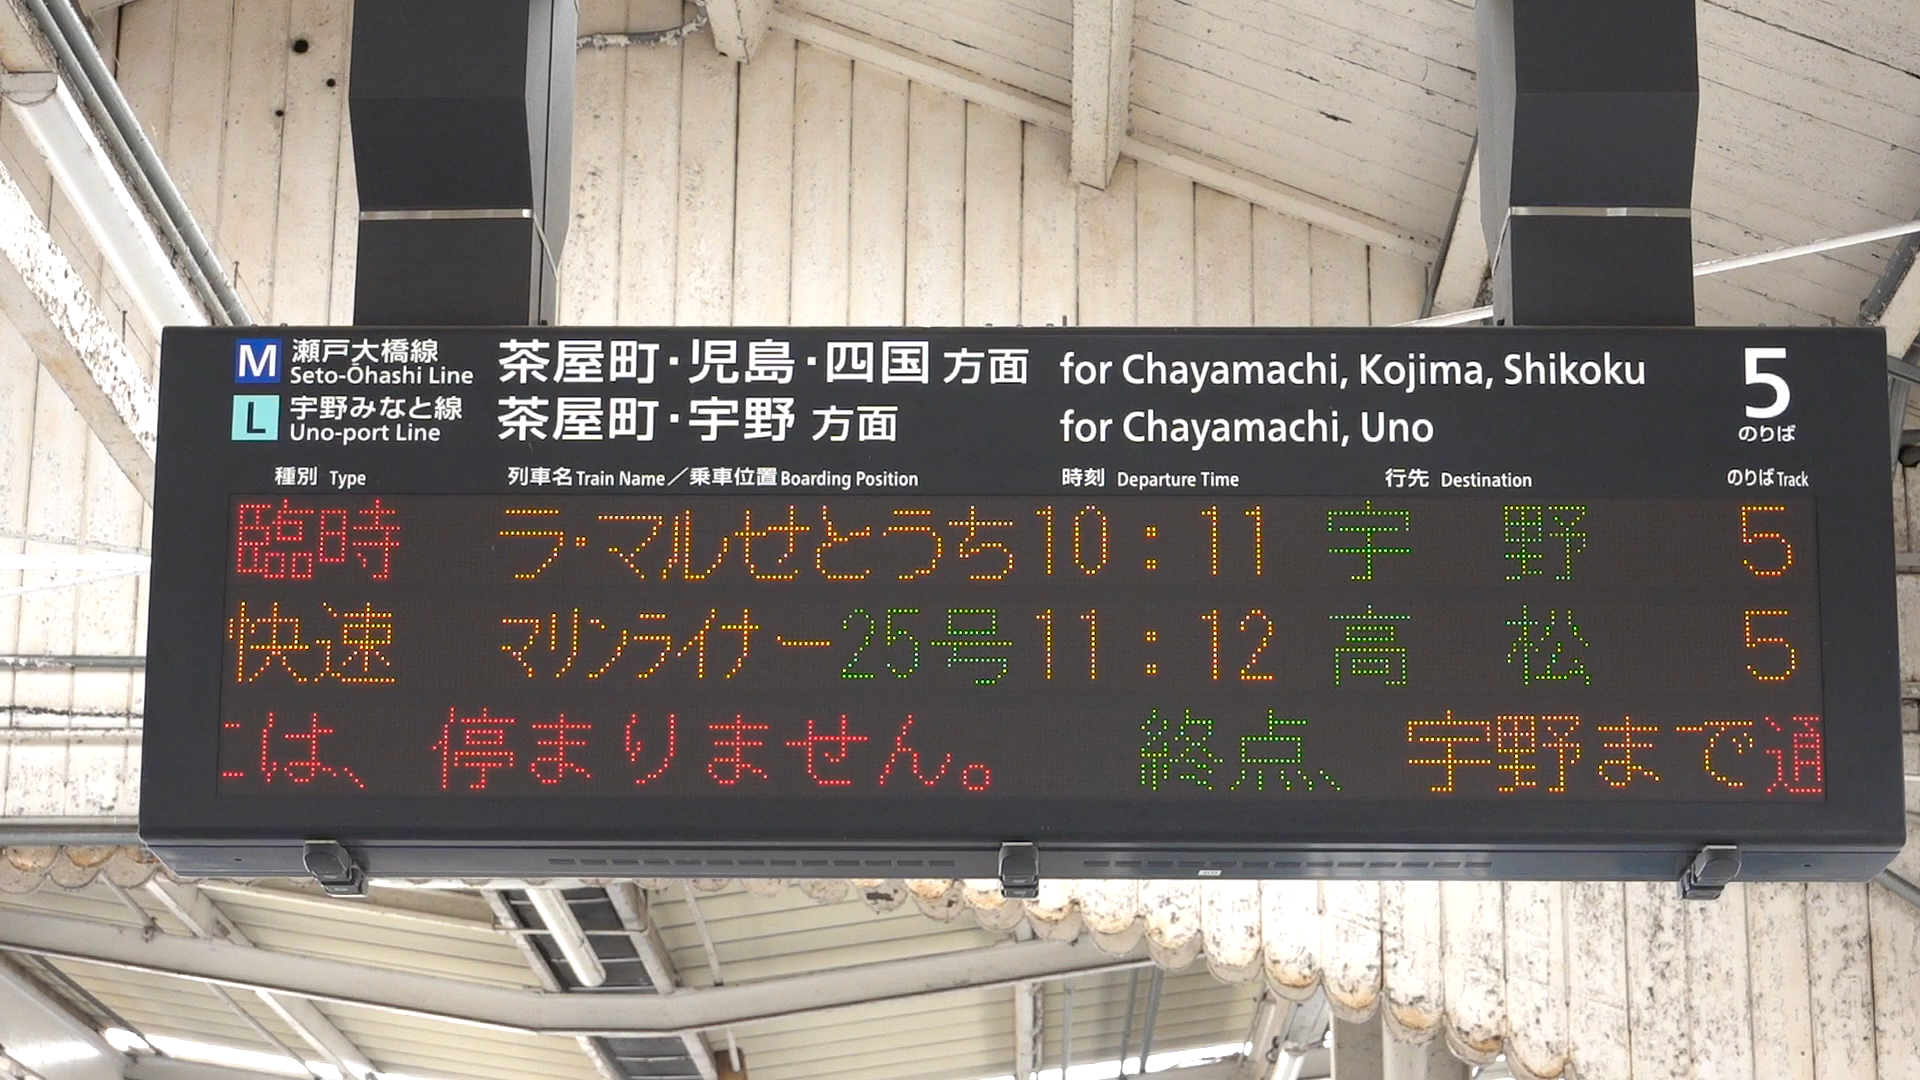 M 瀬戸大橋線 茶屋町・児島・四国 方面 for Chayamachi, Kojima, Shikoku 5
Seto-Ōhashi Line
L 宇野みなと線 茶屋町・宇野 方面 for Chayamachi, Uno
Uno-port Line のりば
種別 Type 列車名 Train Name／乗車位置 Boarding Position 時刻 Departure Time 行先 Destination のりば Track
臨時 ラ・マルせとうち 10：11 宇野 5
快速 マリンライナー25号 11：12 高松 5
は、停まりません。 終点、宇野まで通